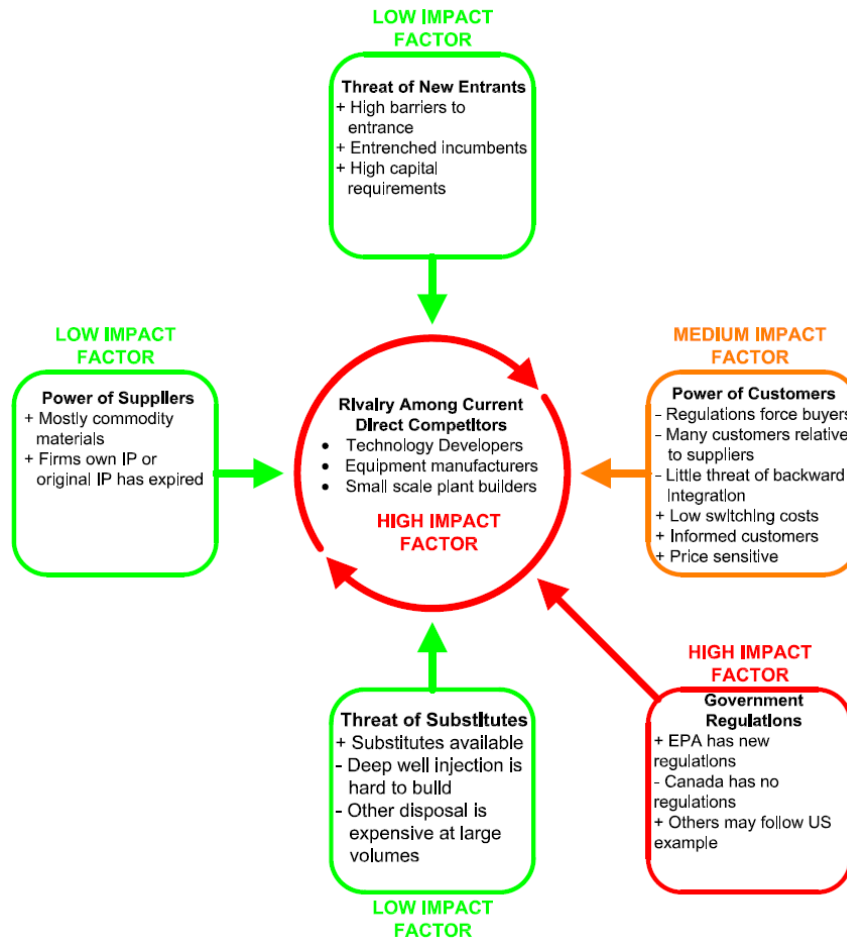 LOW IMPACT
FACTOR
Threat of New Entrants
+ High barriers to
entrance
+ Entrenched incumbents
+ High capital
requirements
LOW IMPACT
FACTOR
Power of Suppliers
+ Mostly commodity
materials
+ Firms own IP or
original IP has expired
Rivalry Among Current
Direct Competitors
• Technology Developers
• Equipment manufacturers
• Small scale plant builders
HIGH IMPACT
FACTOR
MEDIUM IMPACT
FACTOR
Power of Customers
- Regulations force buyers
- Many customers relative
to suppliers
- Little threat of backward
Integration
+ Low switching costs
+ Informed customers
+ Price sensitive
HIGH IMPACT
FACTOR
Government
Regulations
+ EPA has new
regulations
- Canada has no
regulations
+ Others may follow US
example
Threat of Substitutes
+ Substitutes available
- Deep well injection is
hard to build
- Other disposal is
expensive at large
volumes
LOW IMPACT
FACTOR